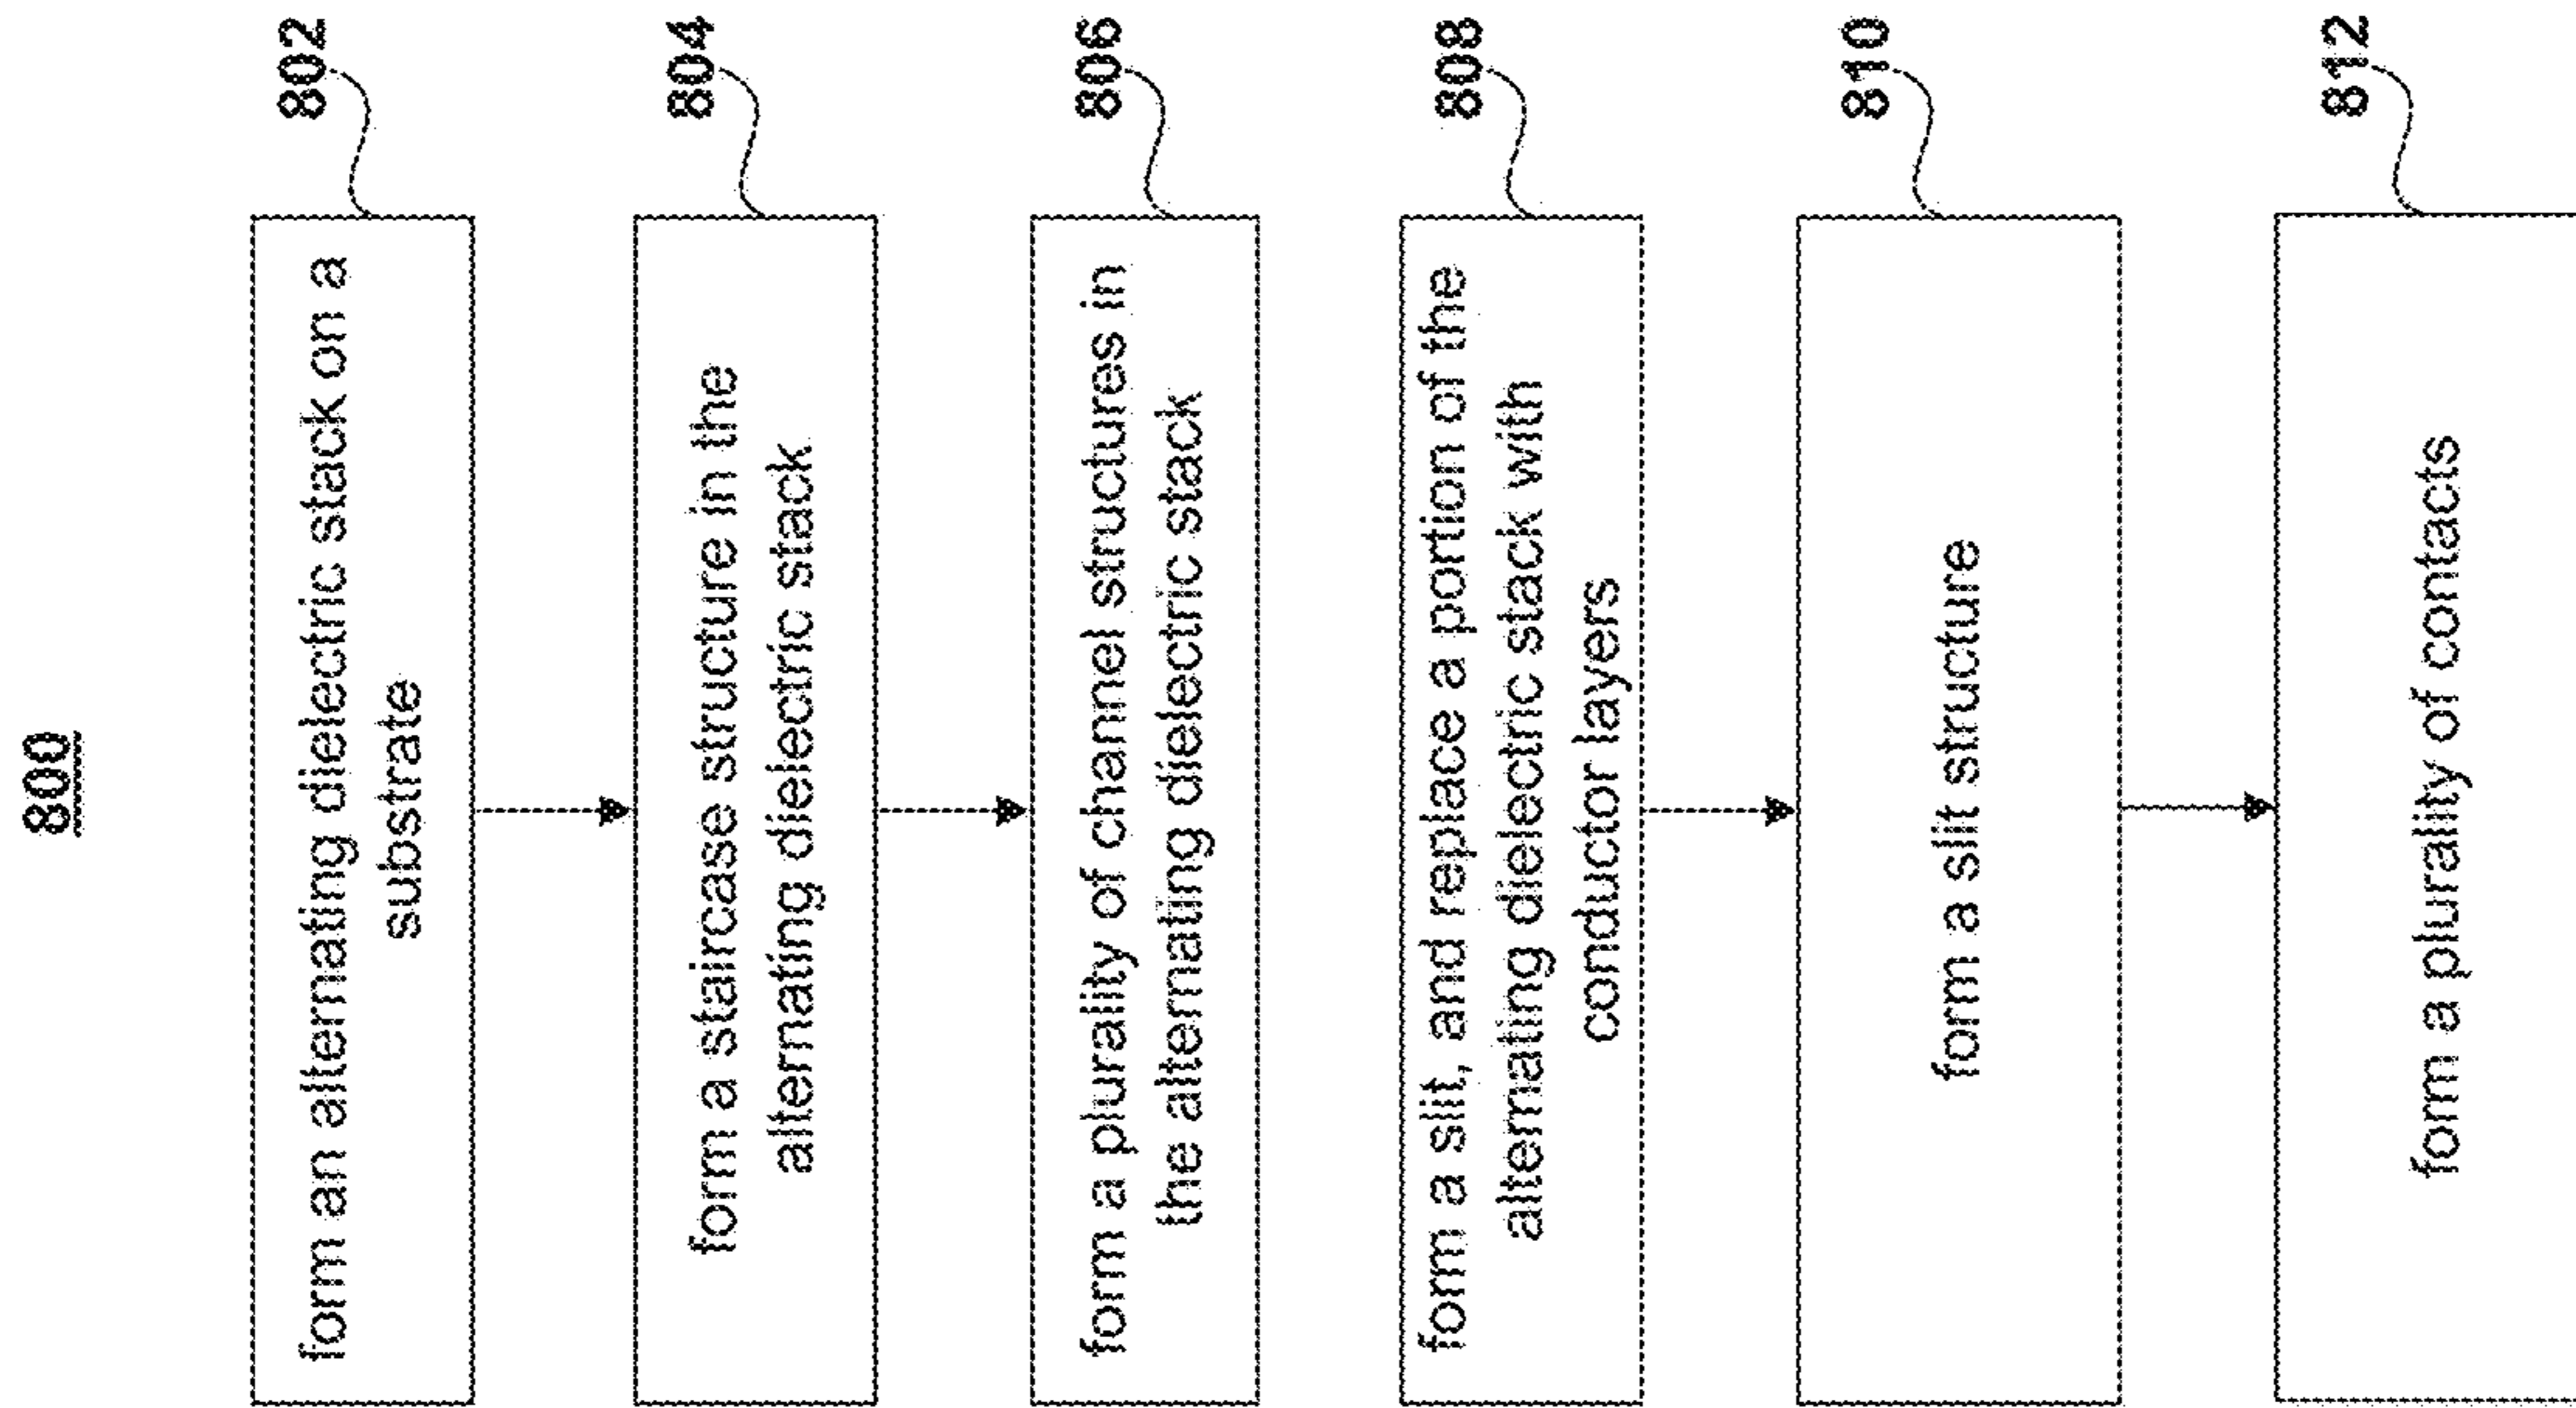 800
802
form an alternating dielectric stack on a
substrate
804
form a staircase structure in the
alternating dielectric stack
806
form a plurality of channel structures in
the alternating dielectric stack
808
form a slit, and replace a portion of the
alternating dielectric stack with
conductor layers
810
form a slit structure
812
form a plurality of contacts